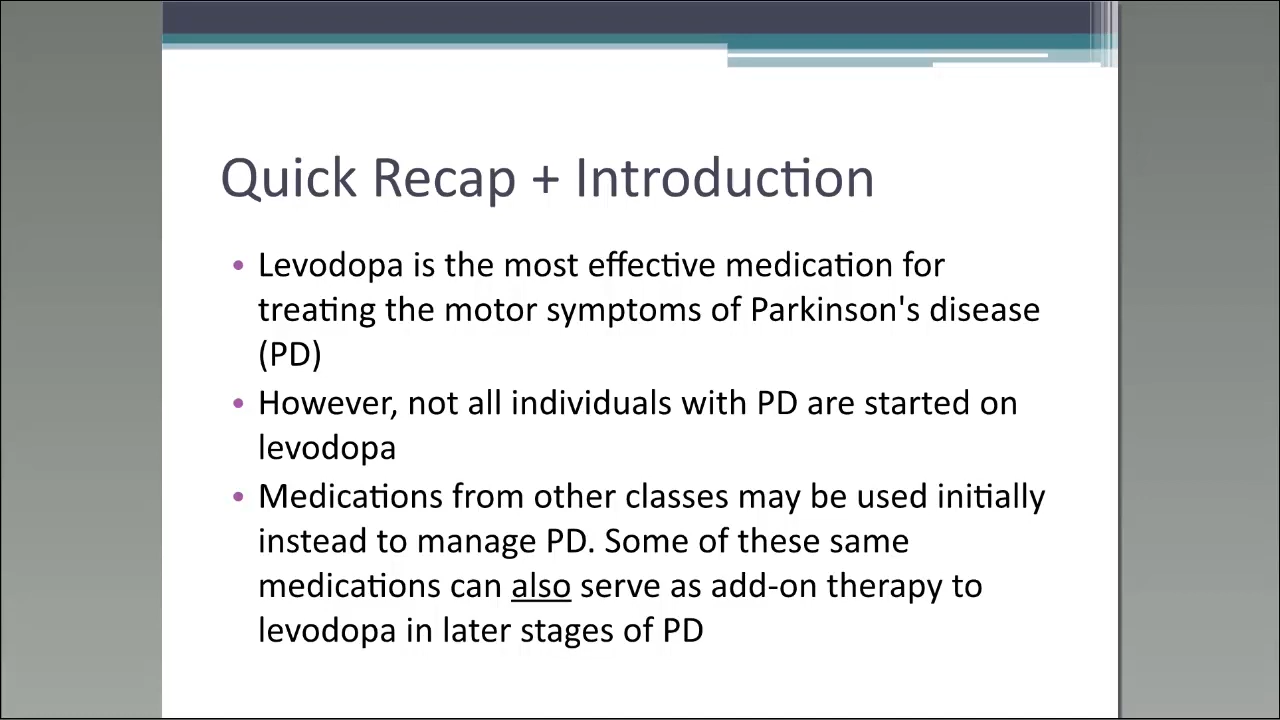 Quick Recap + Introduction
• Levodopa is the most effective medication for
treating the motor symptoms of Parkinson's disease
(PD)
• However, not all individuals with PD are started on
levodopa
• Medications from other classes may be used initially
instead to manage PD. Some of these same
medications can also serve as add-on therapy to
levodopa in later stages of PD